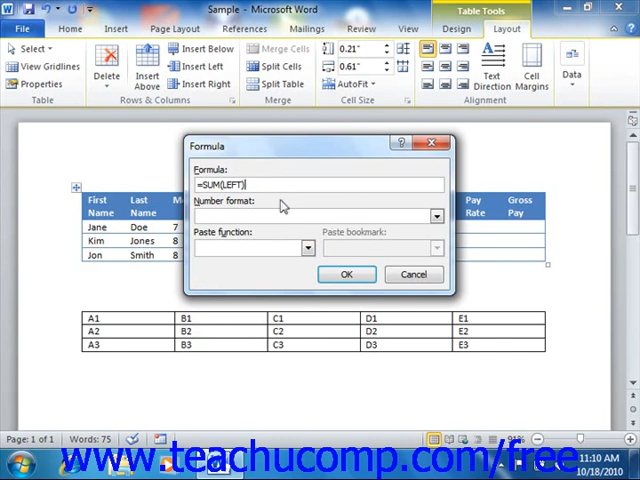 Sample - Microsoft Word
Table Tools
File Home Insert Page Layout References Mailings Review View Design Layout
Select
View Gridlines
Properties
Delete
Insert Above
Insert Below
Insert Left
Insert Right
Merge Cells
Split Cells
Split Table
0.21"
0.61"
AutoFit
Text Direction
Cell Margins
Data
Table Rows & Columns Merge Cell Size Alignment
Formula
Formula:
=SUM(LEFT)
Number format:
Paste function: Paste bookmark:
OK Cancel
First Name Last Name Pay Rate Gross Pay
Jane Doe 7
Kim Jones 8
Jon Smith 8
A1 B1 C1 D1 E1
A2 B2 C2 D2 E2
A3 B3 C3 D3 E3
Page: 1 of 1 Words: 75 91%
www.teachucomp.com/free
11:10 AM
10/18/2010